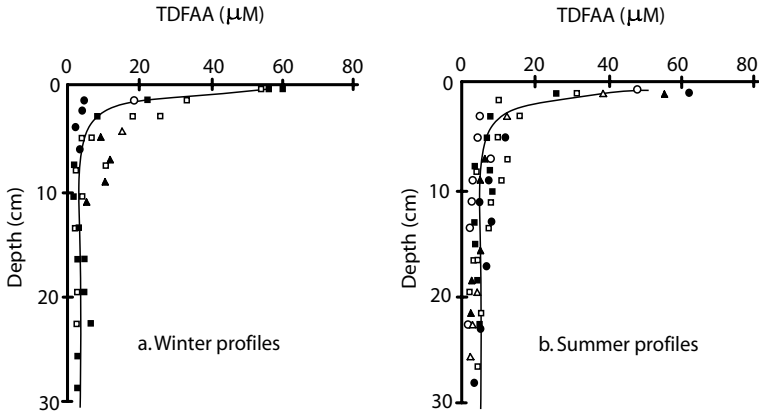 TDFAA (μM)
0 20 40 60 80
0
10
20
30
Depth (cm)
a. Winter profiles
TDFAA (μM)
0 20 40 60 80
0
10
20
30
Depth (cm)
b. Summer profiles